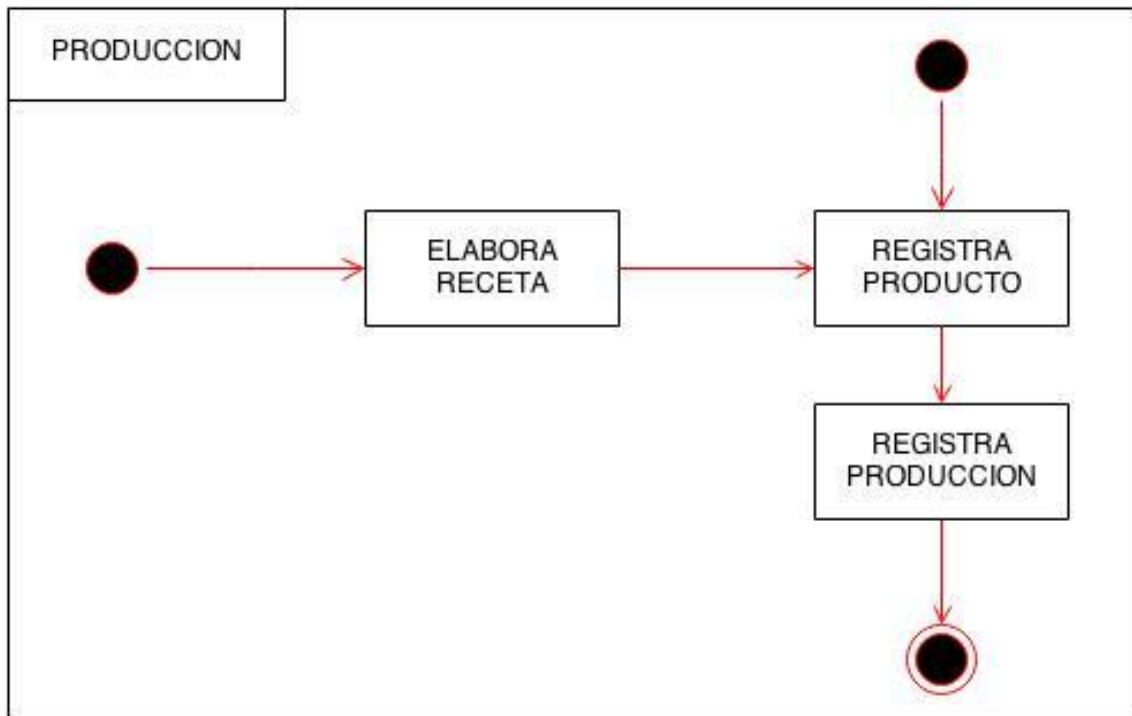 PRODUCCION
ELABORA
RECETA
REGISTRA
PRODUCTO
REGISTRA
PRODUCCION